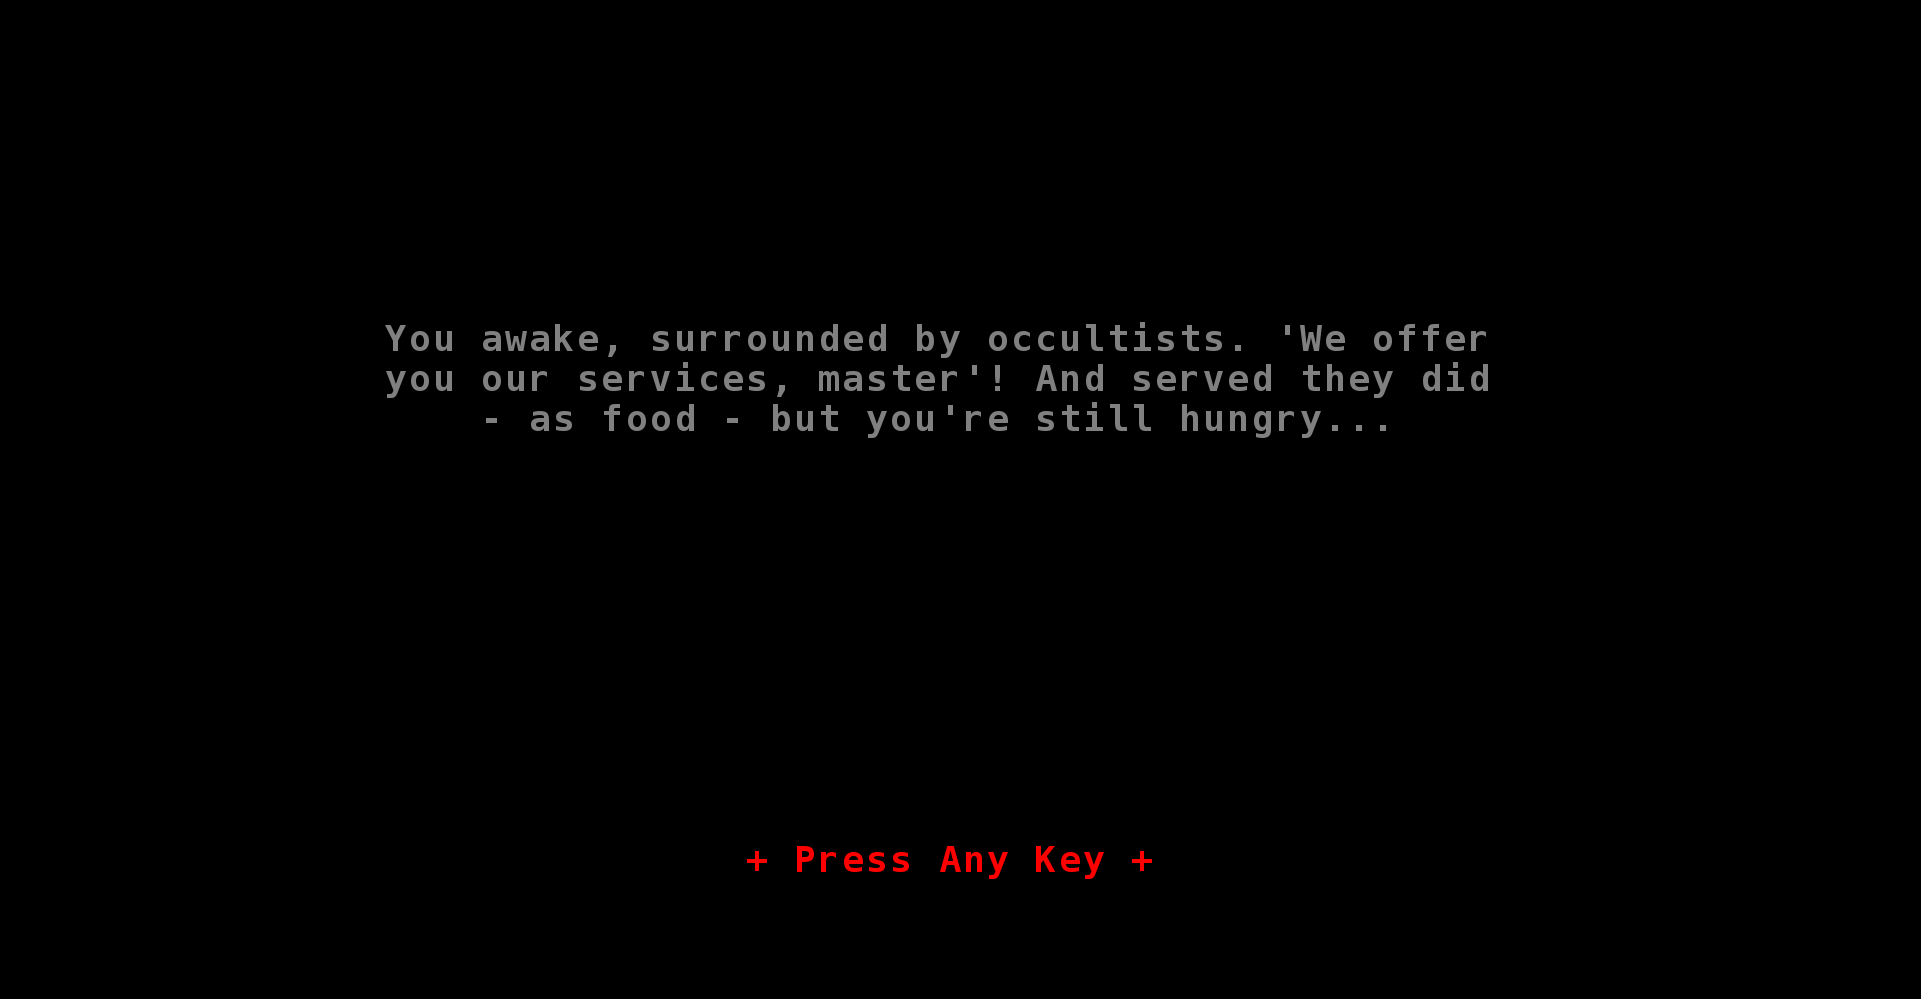 You awake, surrounded by occultists. 'We offer
you our services, master'! And served they did
- as food - but you're still hungry...
+ Press Any Key +